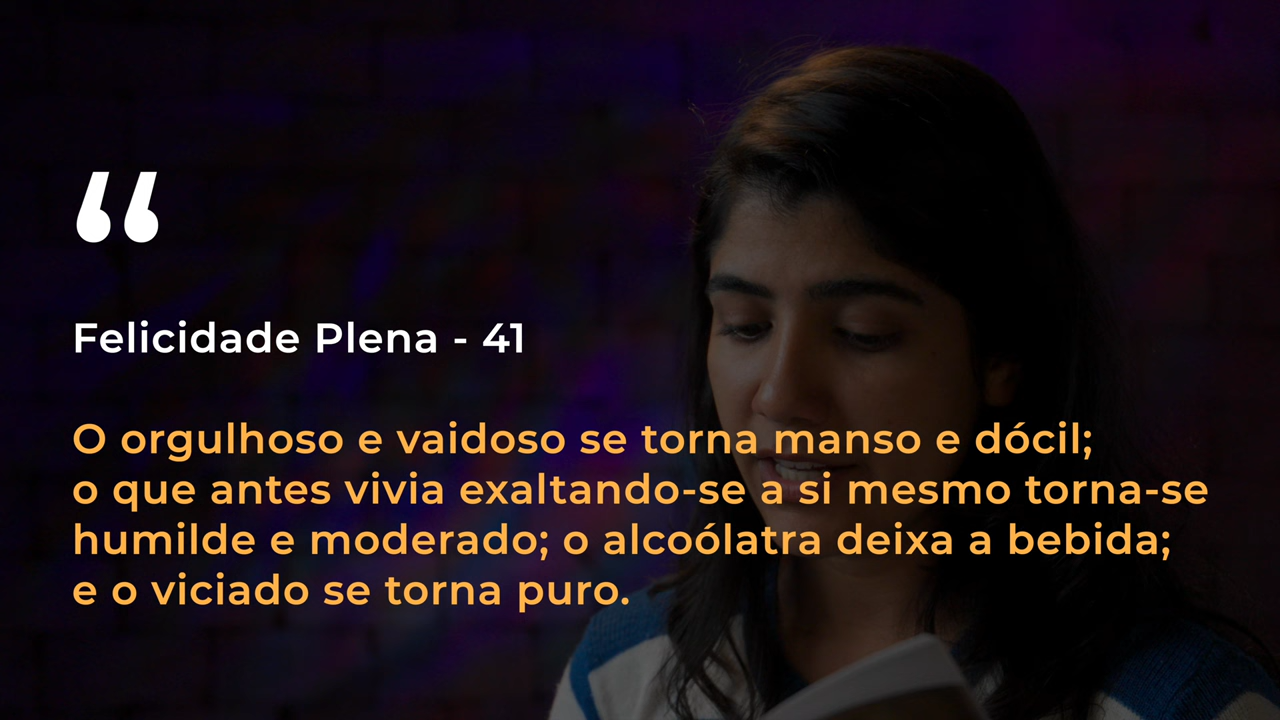 “
Felicidade Plena - 41
O orgulhoso e vaidoso se torna manso e dócil;
o que antes vivia exaltando-se a si mesmo torna-se
humilde e moderado; o alcoólatra deixa a bebida;
e o viciado se torna puro.